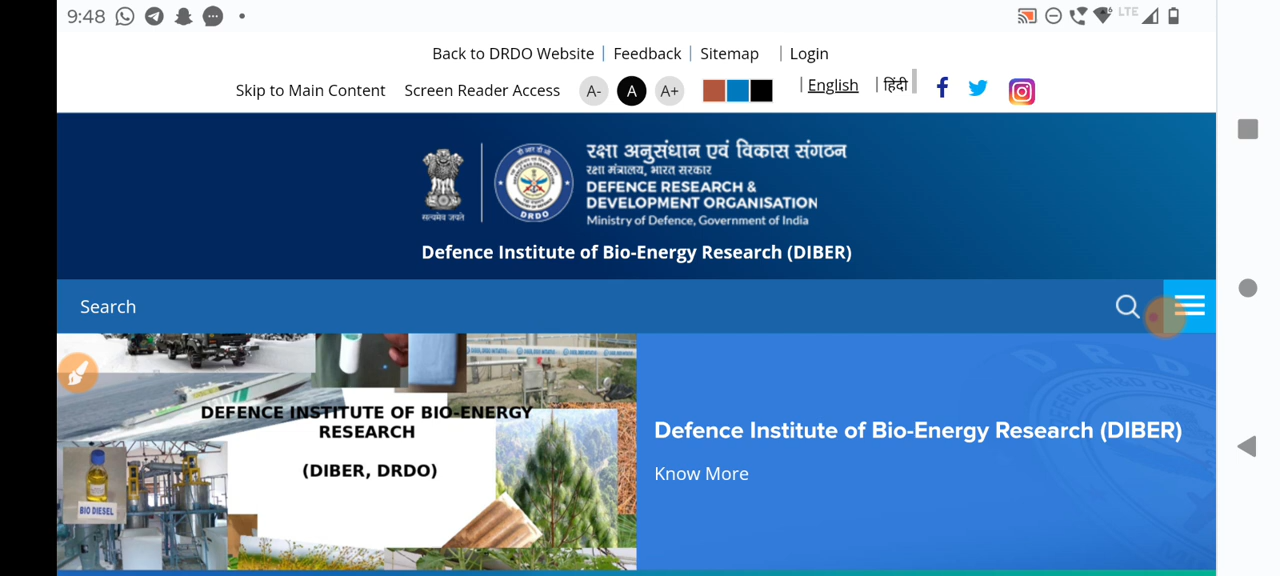 9:48
LTE
Back to DRDO Website | Feedback | Sitemap | Login
Skip to Main Content Screen Reader Access A- A A+ | English | हिंदी
रक्षा अनुसंधान एवं विकास संगठन
रक्षा मंत्रालय, भारत सरकार
DEFENCE RESEARCH &
DEVELOPMENT ORGANISATION
Ministry of Defence, Government of India
सत्यमेव जयते
DRDO
Defence Institute of Bio-Energy Research (DIBER)
Search
DEFENCE INSTITUTE OF BIO-ENERGY
RESEARCH
(DIBER, DRDO)
BIO DIESEL
Defence Institute of Bio-Energy Research (DIBER)
Know More